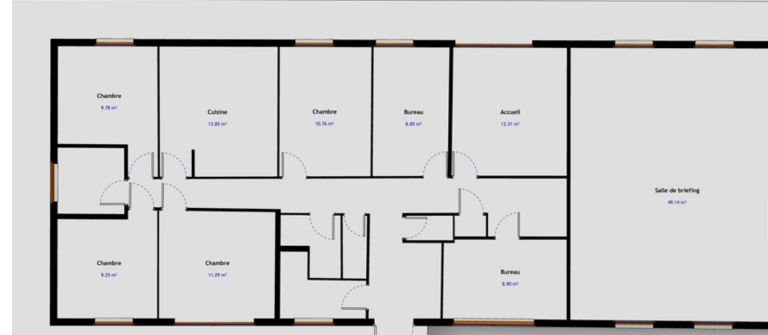 Chambre
9.78 m²
Cuisine
13.85 m²
Chambre
10.76 m²
Bureau
8.85 m²
Accueil
13.31 m²
Salle de briefing
49.14 m²
Chambre
9.25 m²
Chambre
11.29 m²
Bureau
8.90 m²